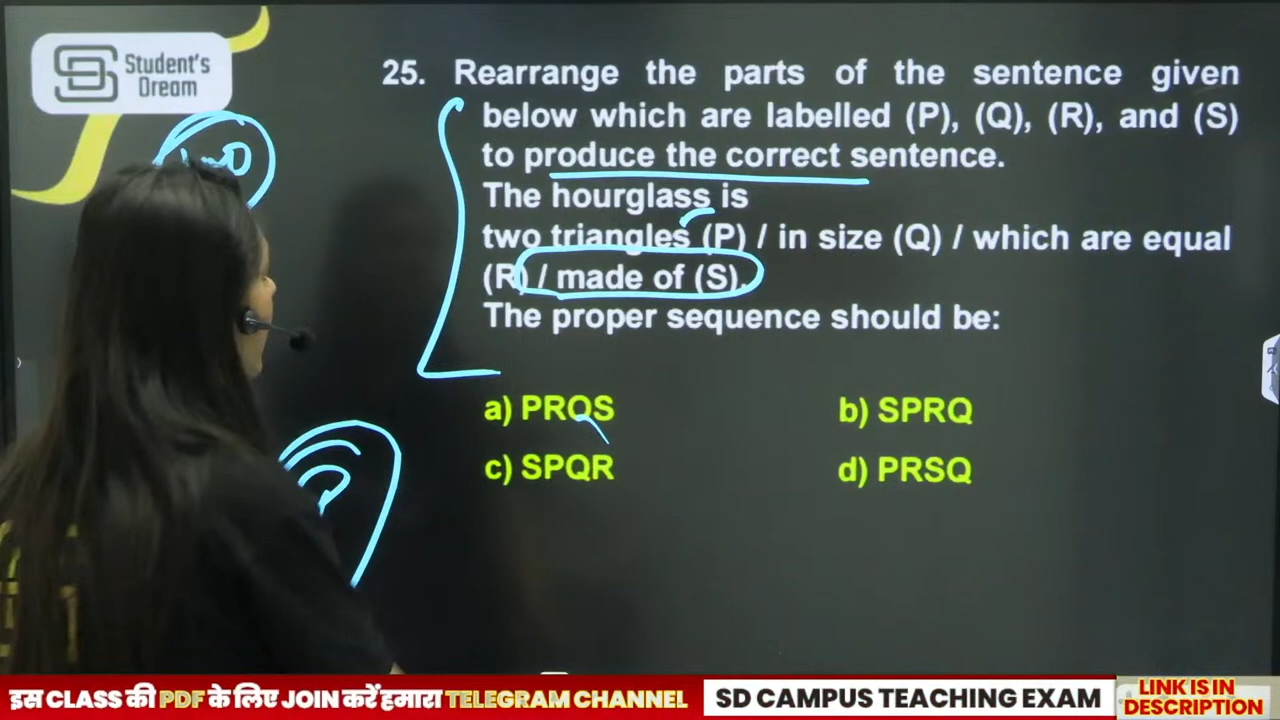 Student's
Dream
25. Rearrange the parts of the sentence given
below which are labelled (P), (Q), (R), and (S)
to produce the correct sentence.
The hourglass is
two triangles (P) / in size (Q) / which are equal
(R) / made of (S).
The proper sequence should be:
a) PRQS
b) SPRQ
c) SPQR
d) PRSQ
इस CLASS की PDF के लिए JOIN करें हमारा TELEGRAM CHANNEL
SD CAMPUS TEACHING EXAM
LINK IS IN
DESCRIPTION